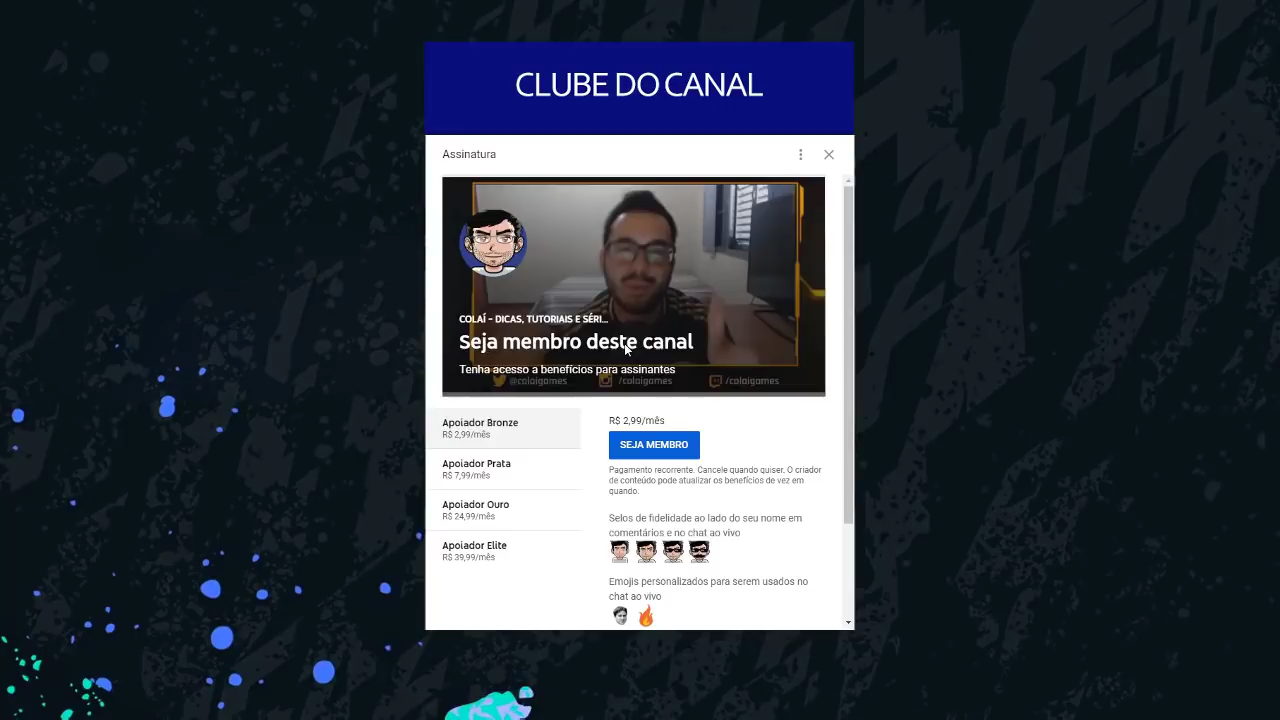 CLUBE DO CANAL
Assinatura
COLAÍ - DICAS, TUTORIAIS E SÉRI...
Seja membro deste canal
Tenha acesso a benefícios para assinantes
@colaigames
/colaigames
/colaigames
Apoiador Bronze
R$ 2,99/mês
Apoiador Prata
R$ 7,99/mês
Apoiador Ouro
R$ 24,99/mês
Apoiador Elite
R$ 39,99/mês
R$ 2,99/mês
SEJA MEMBRO
Pagamento recorrente. Cancele quando quiser. O criador
de conteúdo pode atualizar os benefícios de vez em
quando.
Selos de fidelidade ao lado do seu nome em
comentários e no chat ao vivo
Emojis personalizados para serem usados no
chat ao vivo